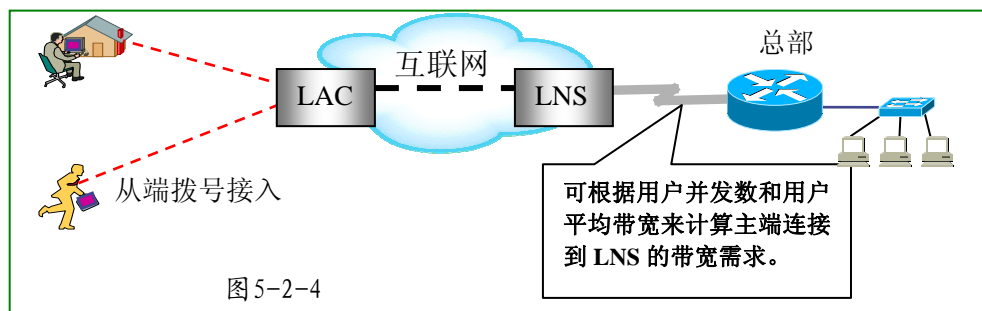 总部
互联网
LAC
LNS
从端拨号接入
可根据用户并发数和用户
平均带宽来计算主端连接
到 LNS 的带宽需求。
图5-2-4